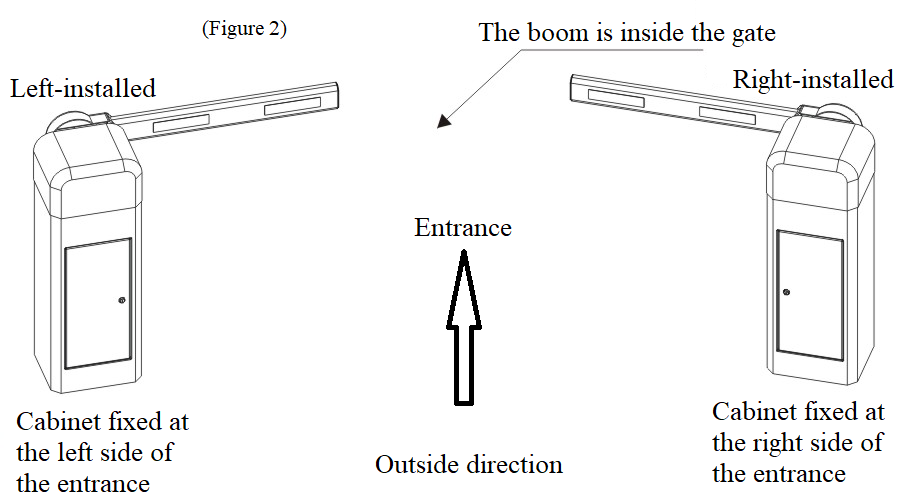 (Figure 2)
The boom is inside the gate
Left-installed
Right-installed
Entrance
Cabinet fixed at
the left side of
the entrance
Outside direction
Cabinet fixed at
the right side of
the entrance